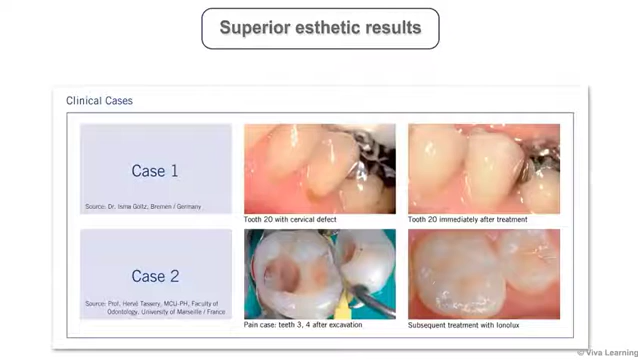 Superior esthetic results
Clinical Cases
Case 1
Source: Dr. Isma Goltz, Bremen / Germany
Tooth 20 with cervical defect
Tooth 20 immediately after treatment
Case 2
Source: Prof. Hervé Tassery, MCU-PH, Faculty of
Odontology, University of Marseille / France
Pain case: teeth 3, 4 after excavation
Subsequent treatment with Ionolux
© Viva Learning